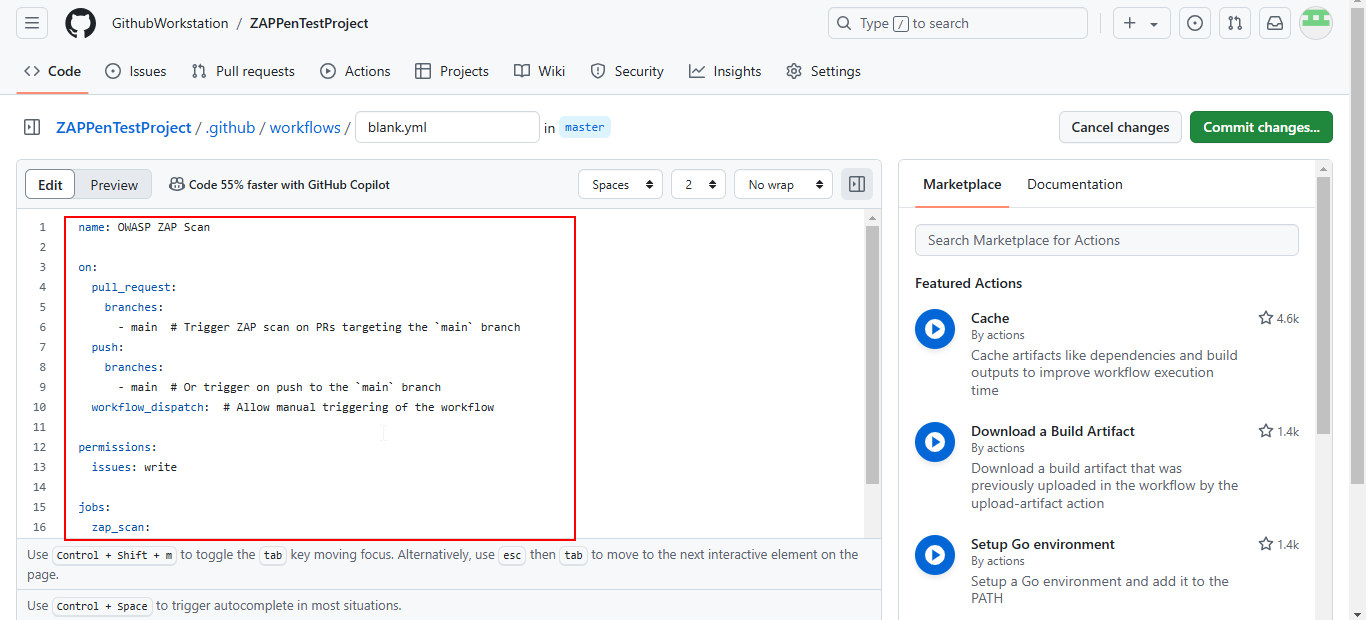 GithubWorkstation / ZAPPenTestProject
Type / to search
Code Issues Pull requests Actions Projects Wiki Security Insights Settings
ZAPPenTestProject / .github / workflows / blank.yml in master
Cancel changes Commit changes...
Edit Preview Code 55% faster with GitHub Copilot Spaces 2 No wrap
1 name: OWASP ZAP Scan
2
3 on:
4   pull_request:
5     branches:
6       - main  # Trigger ZAP scan on PRs targeting the `main` branch
7   push:
8     branches:
9       - main  # Or trigger on push to the `main` branch
10   workflow_dispatch:  # Allow manual triggering of the workflow
11
12 permissions:
13   issues: write
14
15 jobs:
16   zap_scan:
Use Control + Shift + m to toggle the tab key moving focus. Alternatively, use esc then tab to move to the next interactive element on the
page.
Use Control + Space to trigger autocomplete in most situations.
Marketplace Documentation
Search Marketplace for Actions
Featured Actions
Cache 4.6k
By actions
Cache artifacts like dependencies and build
outputs to improve workflow execution
time
Download a Build Artifact 1.4k
By actions
Download a build artifact that was
previously uploaded in the workflow by the
upload-artifact action
Setup Go environment 1.4k
By actions
Setup a Go environment and add it to the
PATH